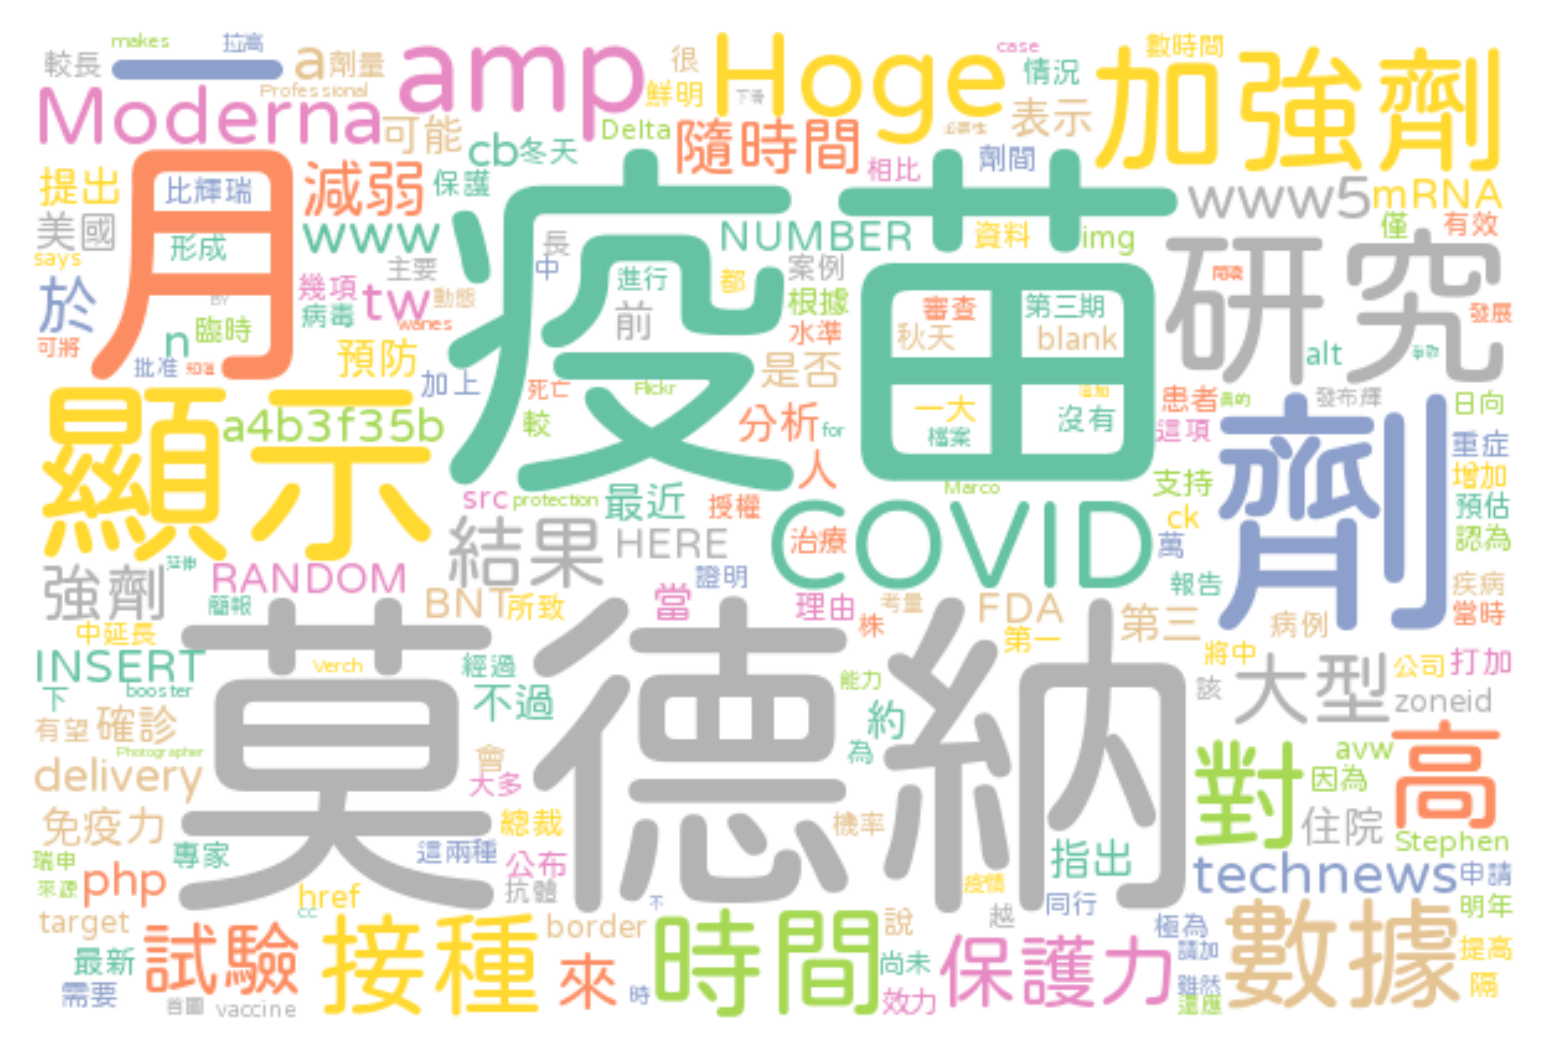 makes 拉高 較長 一 a 劑量 amp Hoge 很 case 情況 數時間 加強劑
Professional 鮮明 下滑
Moderna 可能 cb 冬天 Delta 隨時間 必要性 表示
提出 月 比輝瑞 減弱 保護 疫苗 相比 劑間 www5 mRNA
美國 形成 www 長 NUMBER 資料 img 僅 有效
says 主要 中 進行 都 案例 研究
於 BY 幾項 tw 動態 前 根據 審查 第三期 發展
臨時 病毒 wanes 水準 秋天 blank
可將 n 批准 知道 預防 加上 死亡 Flickr 是否 alt 爭取
顯示 a4b3f35b 較 分析 for 一大 檔案 沒有 患者 真的 發布輝 日向
這項 劑 重症
src protection 最近 授權 人 Marco 支持 增加
結果 HERE COVID 治療 萬 ck 預估
強劑 延伸 RANDOM 證明 報告 認為
簡報 BNT 所致 當 理由 考量 FDA 第三 病例 疾病
中延長 株 第一 當時
INSERT 莫德納 Verch 經過 將中 大型 公司 打加
下 booster 不過 能力 約 該 zoneid
有望 確診 Photographer 會 為 對 avw 高
delivery 大多 因為
免疫力 總裁 機率 住院 Stephen
瑞申 專家 這兩種 公布 指出 technews 申請
來源 php href cc 抗體 疫情 同行 明年
target 試驗 接種 border 不 時間 說 越 保護力 極為 數據
最新 來 尚未 請加 提高
需要 首圖 vaccine 時 效力 雖然 隔
還應